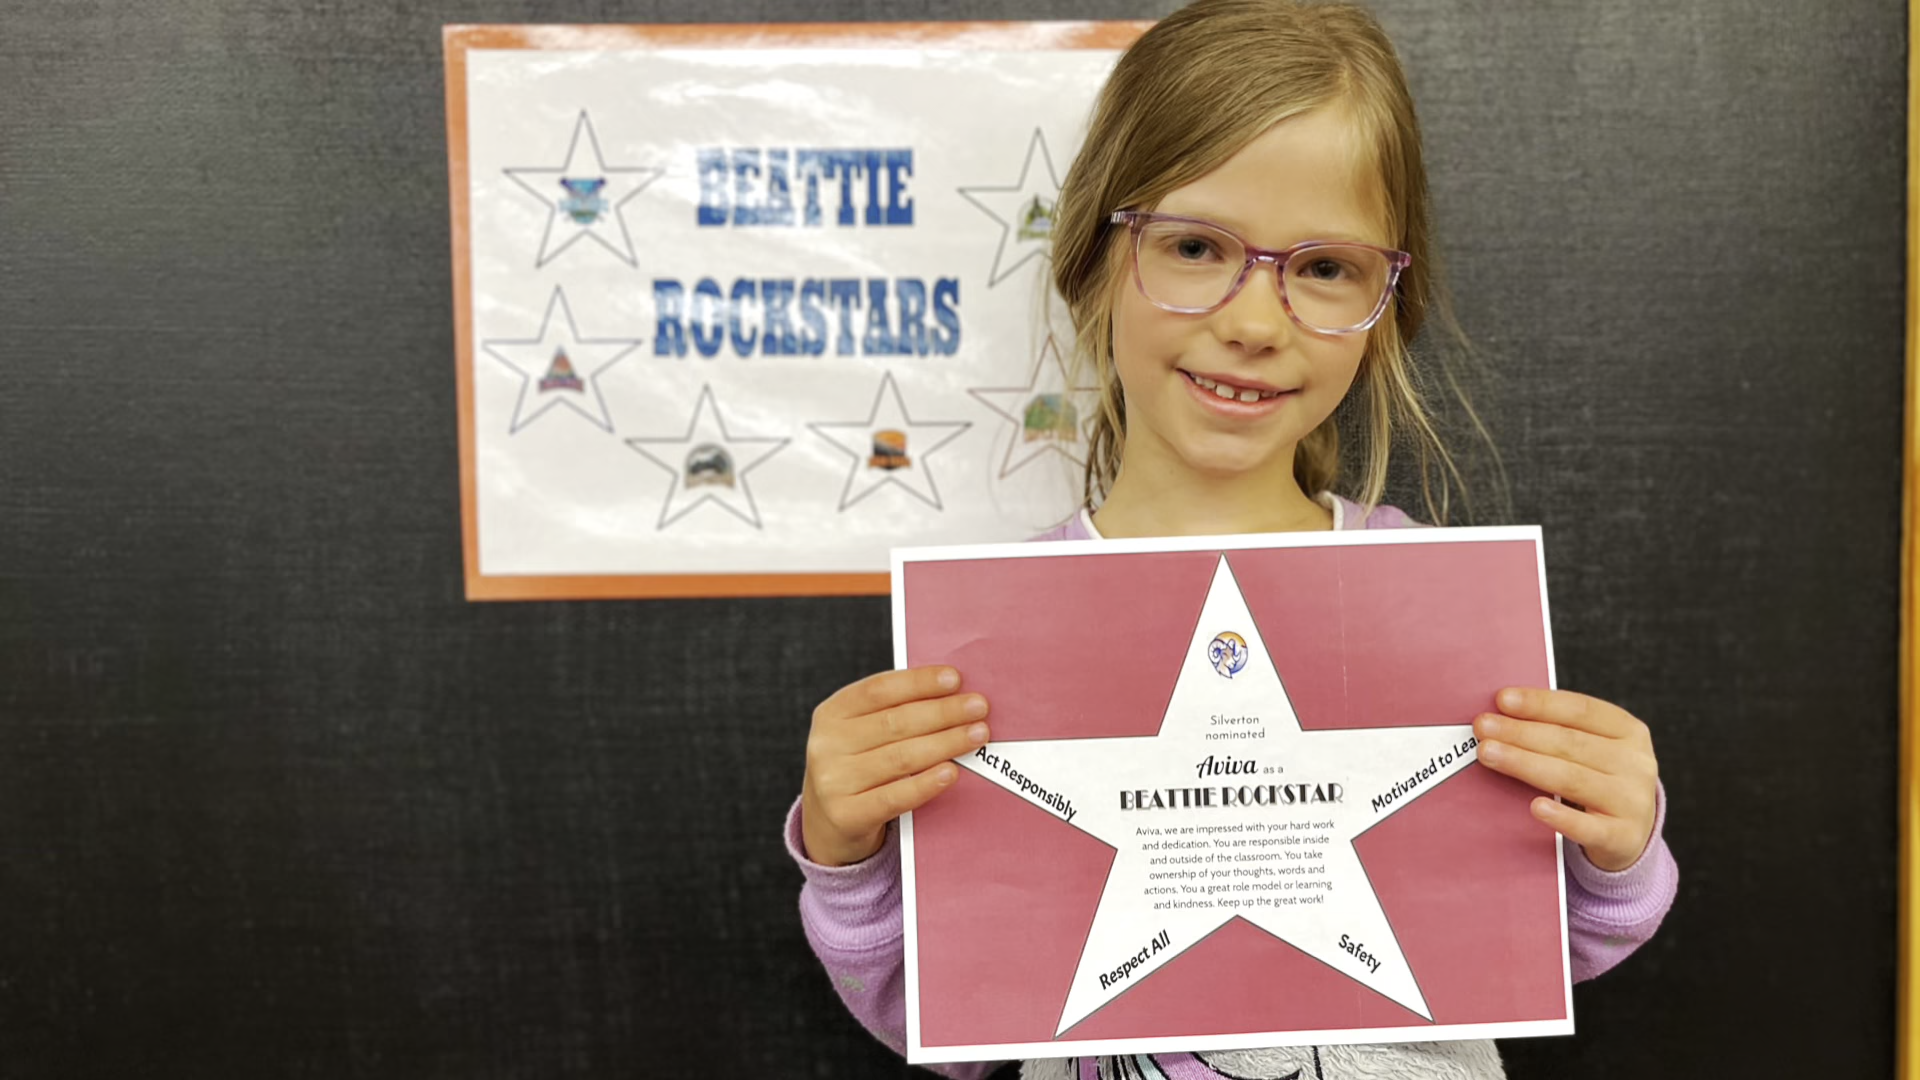 BEATTIE
ROCKSTARS
Silverton
nominated
Aviva as a
BEATTIE ROCKSTAR
Aviva, we are impressed with your hard work
and dedication. You are responsible inside
and outside of the classroom. You take
ownership of your thoughts, words and
actions. You a great role model or learning
and kindness. Keep up the great work!
Act Responsibly
Motivated to Lea
Respect All
Safety